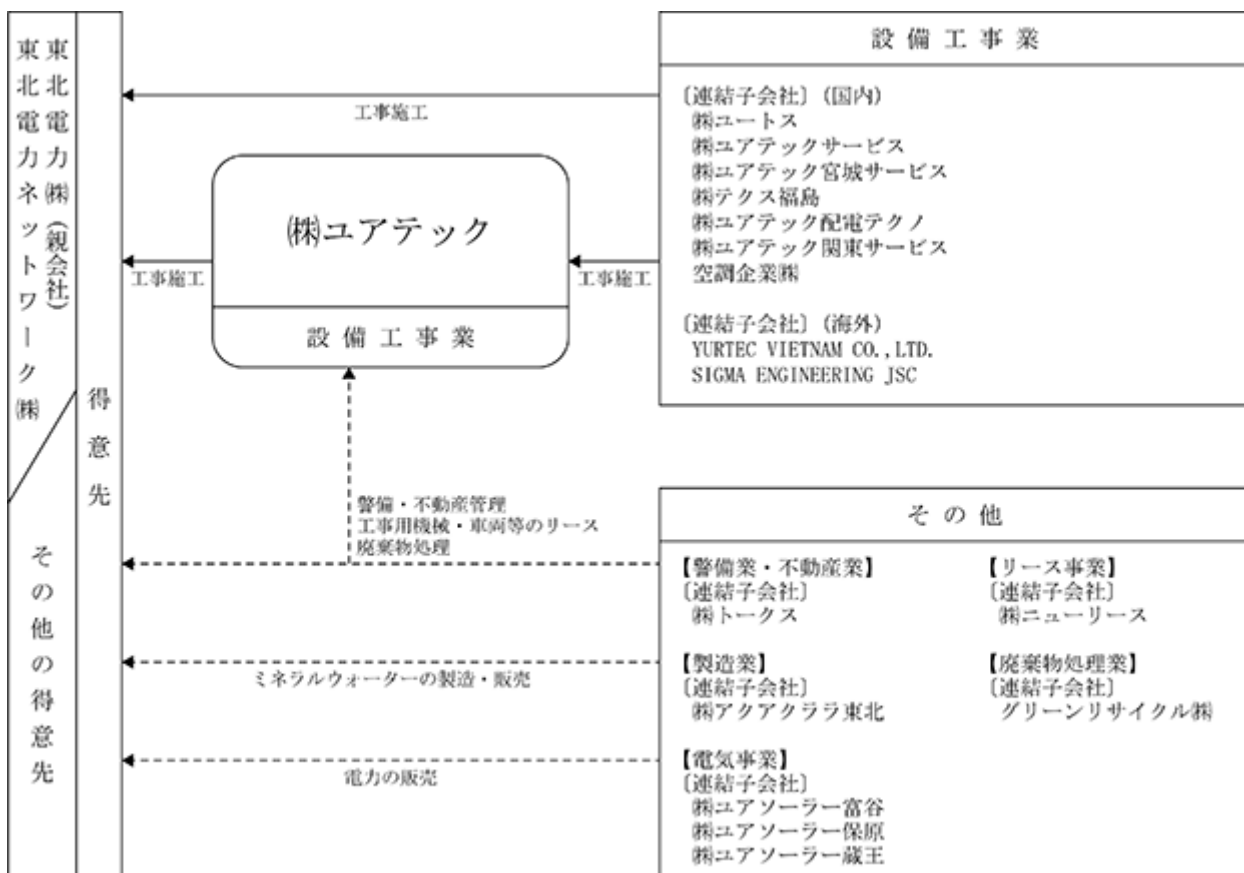 東北電力㈱(親会社)
東北電力ネットワーク㈱
その他の得意先
得意先
工事施工
㈱ユアテック
設備工事業
工事施工
工事施工
警備・不動産管理
工事用機械・車両等のリース
廃棄物処理
ミネラルウォーターの製造・販売
電力の販売
設備工事業
〔連結子会社〕(国内)
㈱ユートス
㈱ユアテックサービス
㈱ユアテック宮城サービス
㈱テクス福島
㈱ユアテック配電テクノ
㈱ユアテック関東サービス
空調企業㈱
〔連結子会社〕(海外)
YURTEC VIETNAM CO.,LTD.
SIGMA ENGINEERING JSC
その他
【警備業・不動産業】
〔連結子会社〕
㈱トークス
【リース事業】
〔連結子会社〕
㈱ニューリース
【製造業】
〔連結子会社〕
㈱アクアクララ東北
【廃棄物処理業】
〔連結子会社〕
グリーンリサイクル㈱
【電気事業】
〔連結子会社〕
㈱ユアソーラー富谷
㈱ユアソーラー保原
㈱ユアソーラー蔵王